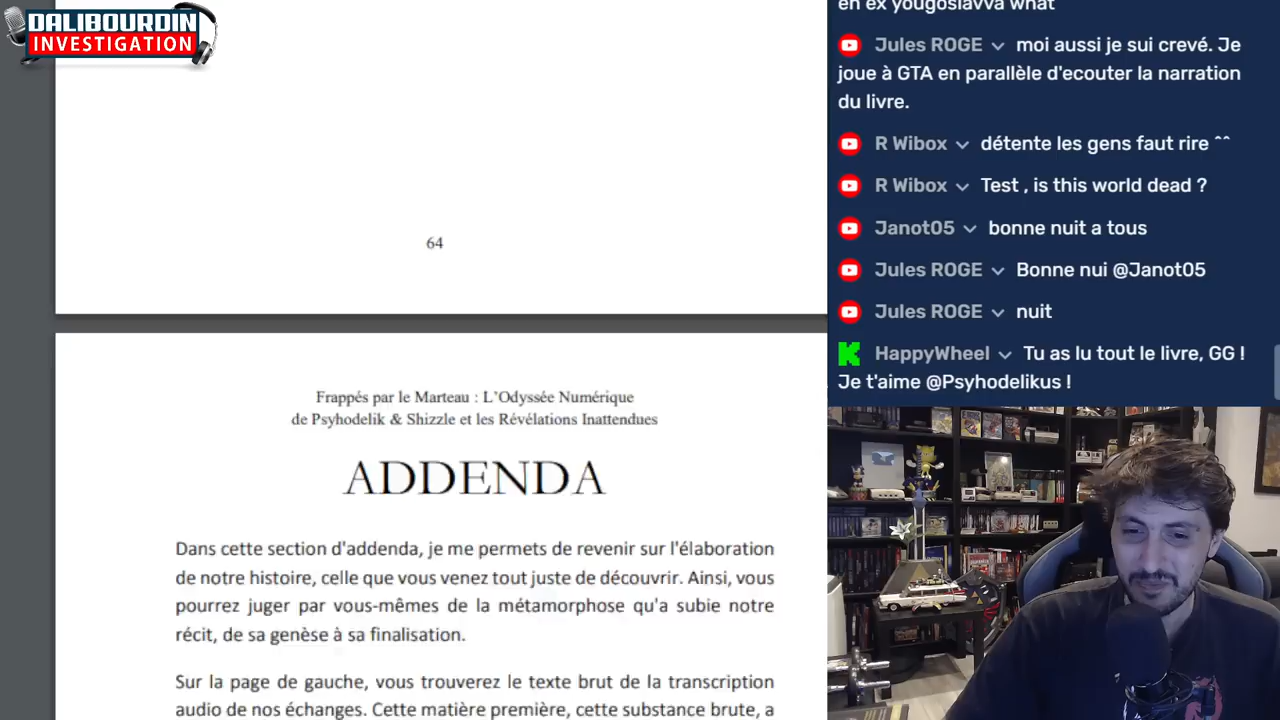 DALIBOURDIN
INVESTIGATION
64
Frappés par le Marteau : L’Odyssée Numérique
de Psyhodelik & Shizzle et les Révélations Inattendues
ADDENDA
Dans cette section d'addenda, je me permets de revenir sur l'élaboration
de notre histoire, celle que vous venez tout juste de découvrir. Ainsi, vous
pourrez juger par vous-mêmes de la métamorphose qu'a subie notre
récit, de sa genèse à sa finalisation.
Sur la page de gauche, vous trouverez le texte brut de la transcription
audio de nos échanges. Cette matière première, cette substance brute, a
en ex yougoslavva what
Jules ROGE moi aussi je sui crevé. Je
joue à GTA en parallèle d'ecouter la narration
du livre.
R Wibox détente les gens faut rire ^^
R Wibox Test , is this world dead ?
Janot05 bonne nuit a tous
Jules ROGE Bonne nui @Janot05
Jules ROGE nuit
HappyWheel Tu as lu tout le livre, GG !
Je t'aime @Psyhodelikus !